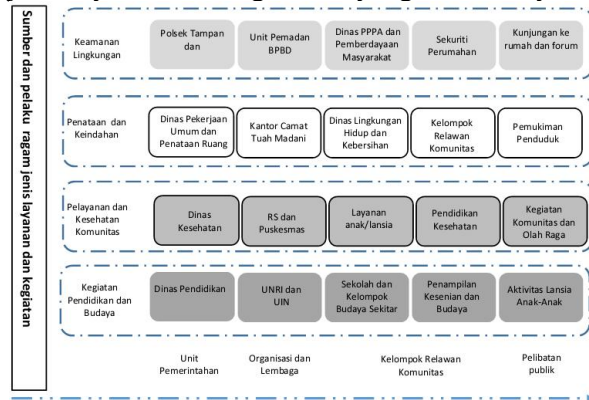 Sumber dan pelaku ragam jenis layanan dan kegiatan
Keamanan
Lingkungan
Polsek Tampan
dan
Unit Pemadan
BPBD
Dinas PPPA dan
Pemberdayaan
Masyarakat
Sekuriti
Perumahan
Kunjungan ke
rumah dan forum
Penataan dan
Keindahan
Dinas Pekerjaan
Umum dan
Penataan Ruang
Kantor Camat
Tuah Madani
Dinas Lingkungan
Hidup dan
Kebersihan
Kelompok
Relawan
Komunitas
Pemukiman
Penduduk
Pelayanan dan
Kesehatan
Komunitas
Dinas
Kesehatan
RS dan
Puskesmas
Layanan
anak/lansia
Pendidikan
Kesehatan
Kegiatan
Komunitas dan
Olah Raga
Kegiatan
Pendidikan dan
Budaya
Dinas Pendidikan
UNRI dan
UIN
Sekolah dan
Kelompok
Budaya Sekitar
Penampilan
Kesenian dan
Budaya
Aktivitas Lansia
Anak-Anak
Unit
Pemerintahan
Organisasi dan
Lembaga
Kelompok Relawan
Komunitas
Pelibatan
publik